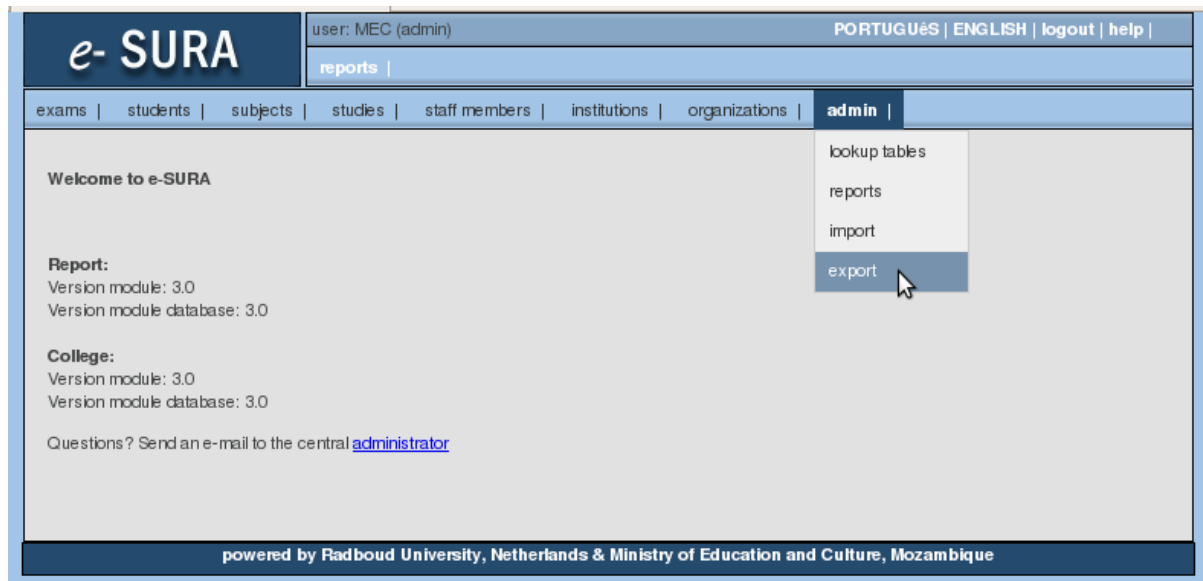 e- SURA
user: MEC (admin)
PORTUGUêS | ENGLISH | logout | help |
reports |
exams | students | subjects | studies | staff members | institutions | organizations | admin |
lookup tables
reports
import
export
Welcome to e-SURA
Report:
Version module: 3.0
Version module database: 3.0
College:
Version module: 3.0
Version module database: 3.0
Questions? Send an e-mail to the central administrator
powered by Radboud University, Netherlands & Ministry of Education and Culture, Mozambique